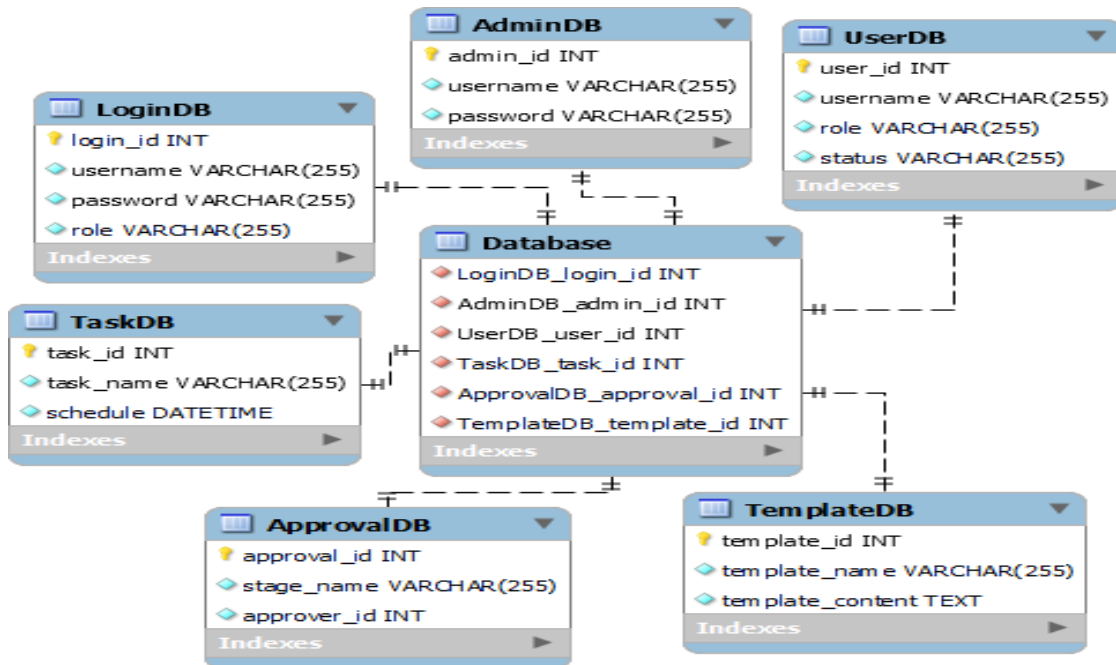 AdminDB
admin_id INT
username VARCHAR(255)
password VARCHAR(255)
Indexes
UserDB
user_id INT
username VARCHAR(255)
role VARCHAR(255)
status VARCHAR(255)
Indexes
LoginDB
login_id INT
username VARCHAR(255)
password VARCHAR(255)
role VARCHAR(255)
Indexes
Database
LoginDB_login_id INT
AdminDB_admin_id INT
UserDB_user_id INT
TaskDB_task_id INT
ApprovalDB_approval_id INT
TemplateDB_template_id INT
Indexes
TaskDB
task_id INT
task_name VARCHAR(255)
schedule DATETIME
Indexes
ApprovalDB
approval_id INT
stage_name VARCHAR(255)
approver_id INT
Indexes
TemplateDB
template_id INT
template_name VARCHAR(255)
template_content TEXT
Indexes